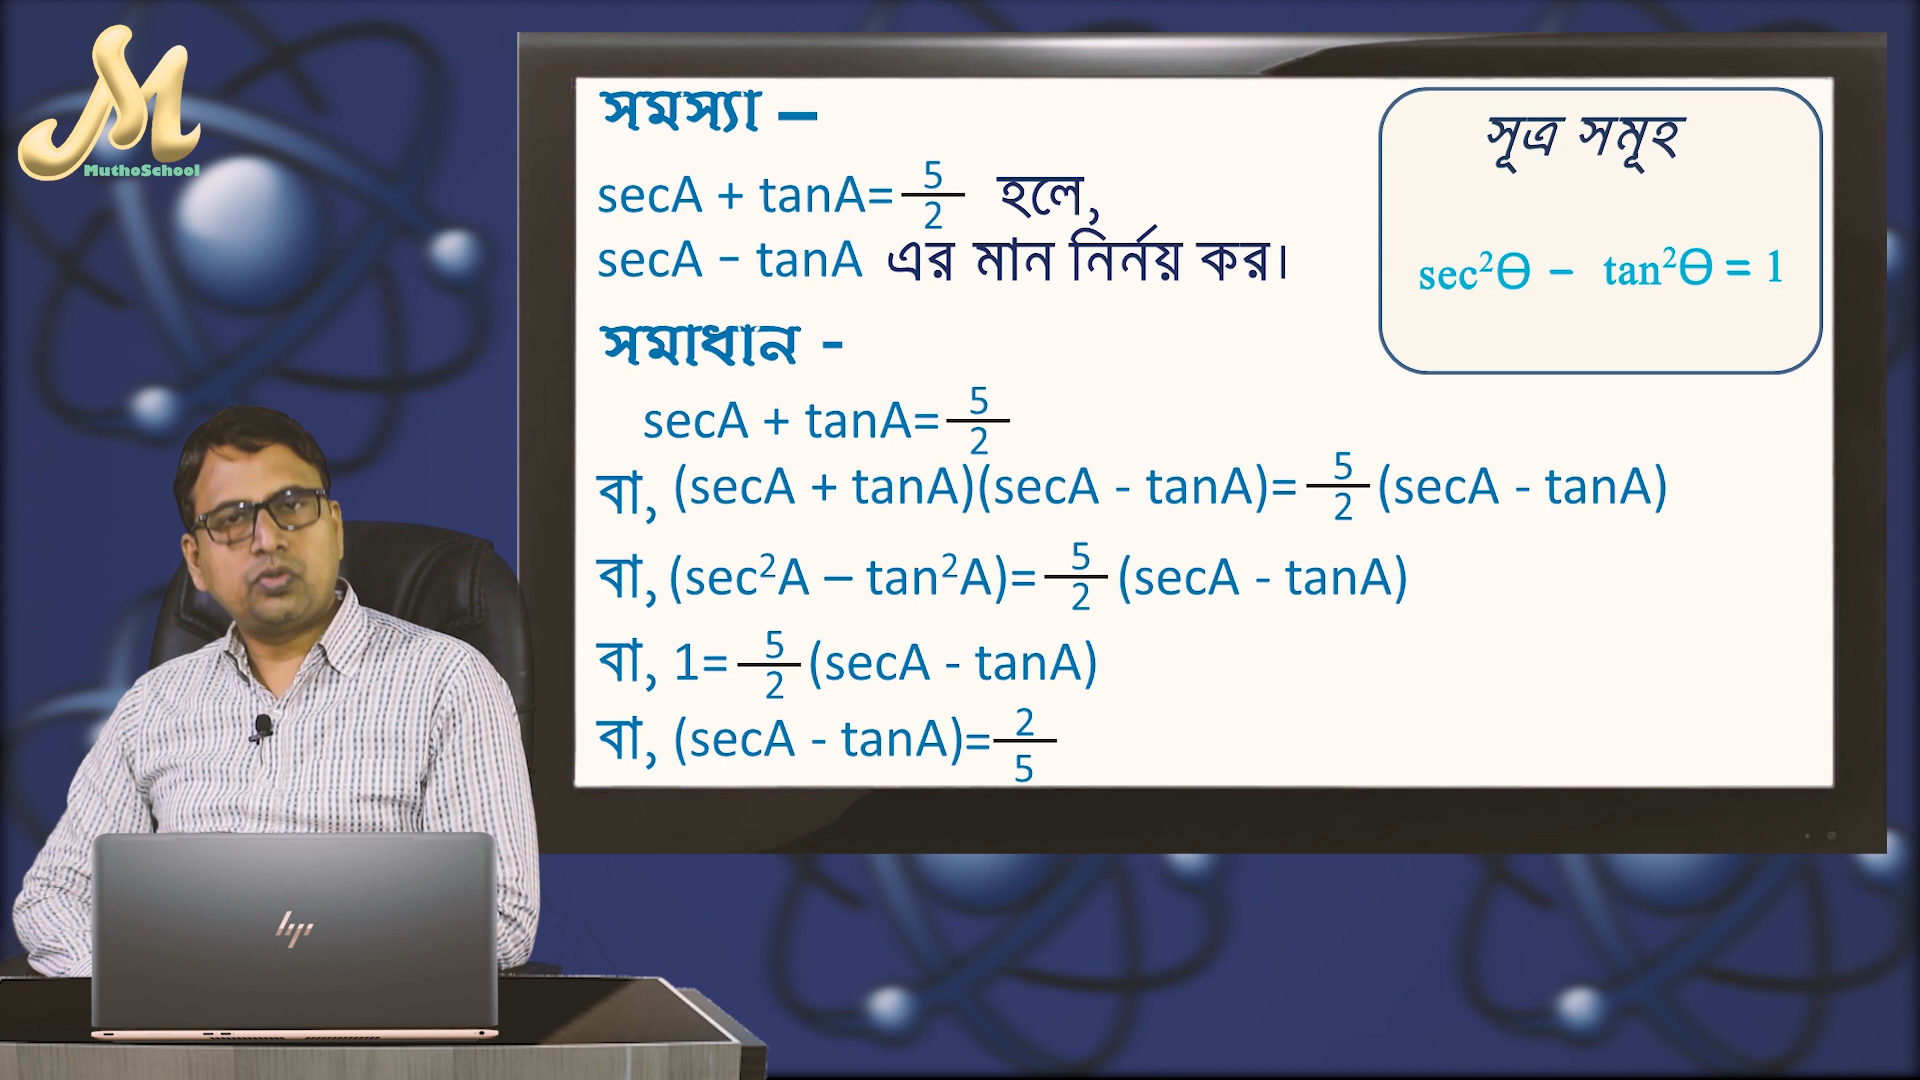 M
MuthoSchool
সমস্যা –
secA + tanA= 5/2 হলে,
secA – tanA এর মান নির্নয় কর।
সূত্র সমূহ
sec²Θ – tan²Θ = 1
সমাধান -
secA + tanA= 5/2
বা, (secA + tanA)(secA - tanA)= 5/2 (secA - tanA)
বা, (sec²A – tan²A)= 5/2 (secA - tanA)
বা, 1= 5/2 (secA - tanA)
বা, (secA - tanA)= 2/5
hp